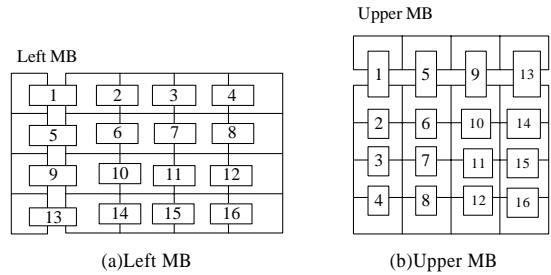 Left MB
1 2 3 4
5 6 7 8
9 10 11 12
13 14 15 16
(a)Left MB
Upper MB
1 5 9 13
2 6 10 14
3 7 11 15
4 8 12 16
(b)Upper MB